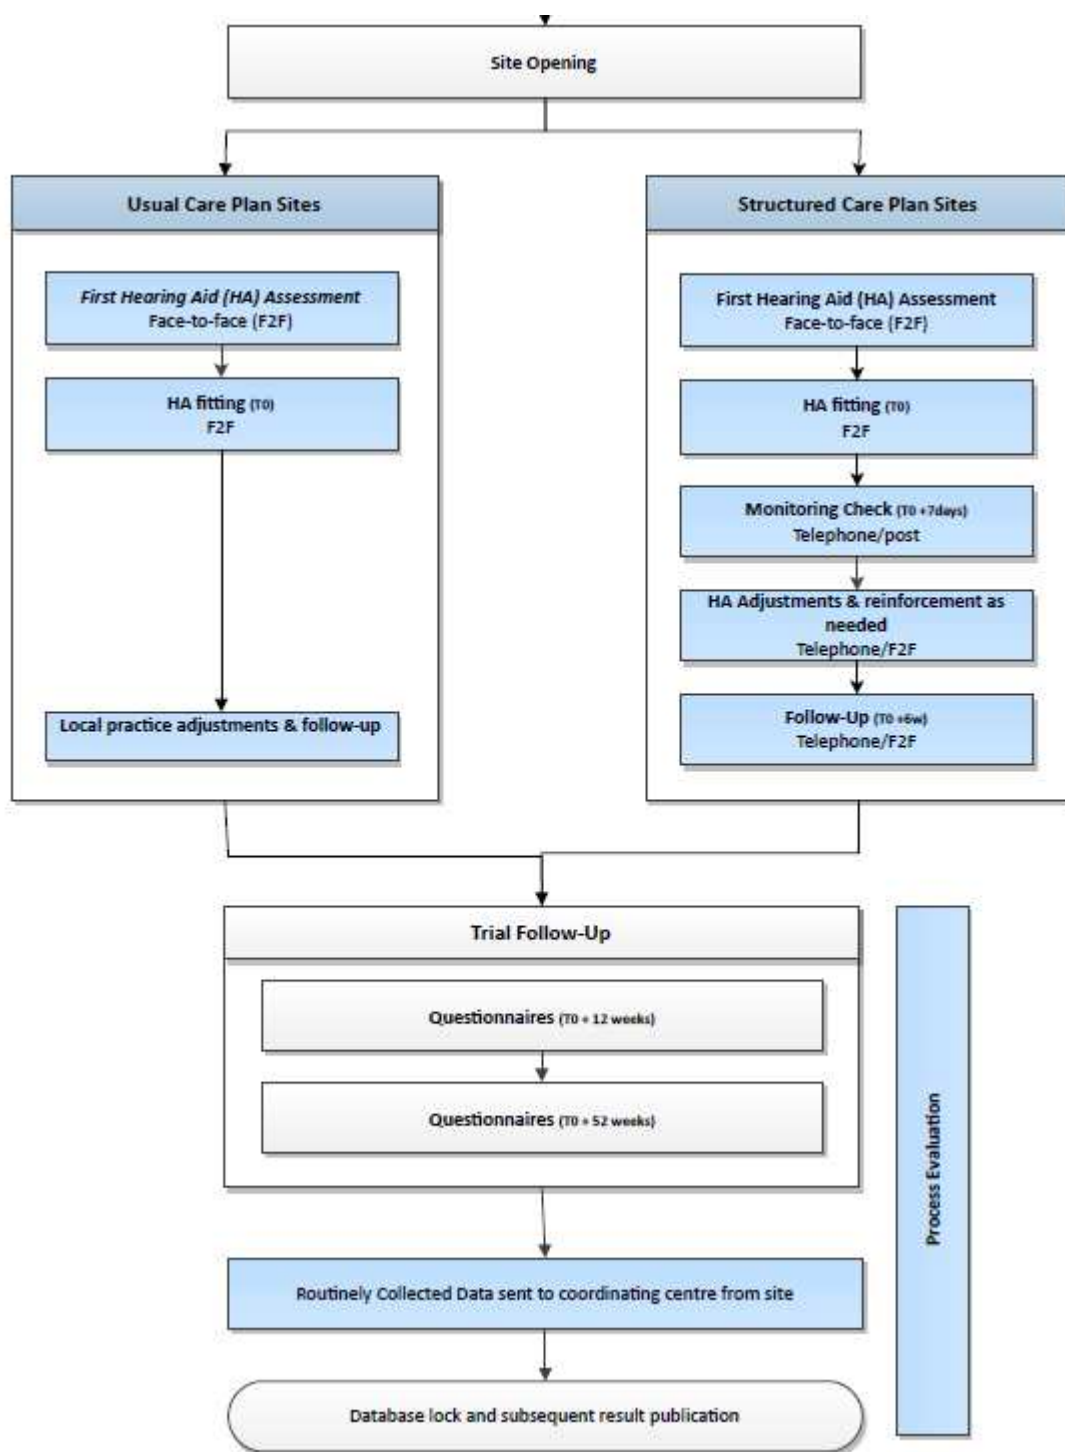 Site Opening
Usual Care Plan Sites
First Hearing Aid (HA) Assessment
Face-to-face (F2F)
HA fitting (T0)
F2F
Local practice adjustments & follow-up
Structured Care Plan Sites
First Hearing Aid (HA) Assessment
Face-to-face (F2F)
HA fitting (T0)
F2F
Monitoring Check (T0 +7days)
Telephone/post
HA Adjustments & reinforcement as
needed
Telephone/F2F
Follow-Up (T0 +6w)
Telephone/F2F
Trial Follow-Up
Questionnaires (T0 + 12 weeks)
Questionnaires (T0 + 52 weeks)
Process Evaluation
Routinely Collected Data sent to coordinating centre from site
Database lock and subsequent result publication